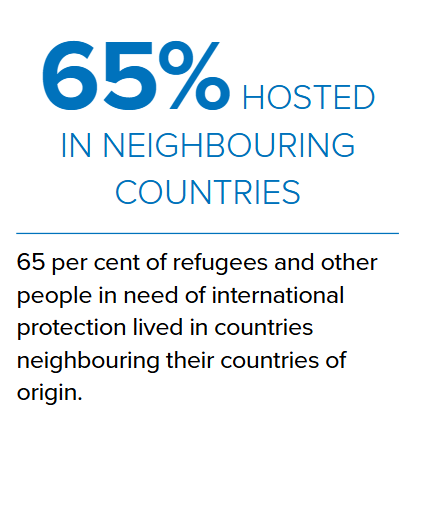 65% HOSTED
IN NEIGHBOURING
COUNTRIES
65 per cent of refugees and other
people in need of international
protection lived in countries
neighbouring their countries of
origin.